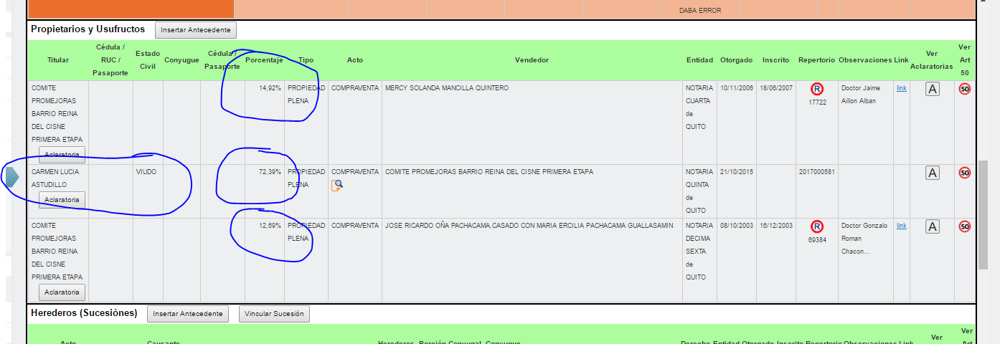 DABA ERROR
Propietarios y Usufructos Insertar Antecedente
Titular Cédula / RUC / Pasaporte Estado Civil Conyugue Cédula / Pasaporte Porcentaje Tipo Acto Vendedor Entidad Otorgado Inscrito Repertorio Observaciones Link Ver Aclaratorias Ver Art 50
COMITE 14,92% PROPIEDAD COMPRAVENTA MERCY SOLANDA MANCILLA QUINTERO NOTARIA 10/11/2006 18/06/2007 R Doctor Jaime link A 50
PROMEJORAS PLENA CUARTA 17722 Aillon Alban
BARRIO REINA de
DEL CISNE QUITO
PRIMERA ETAPA
Aclaratoria
CARMEN LUCIA VIUDO 72,39% PROPIEDAD COMPRAVENTA COMITE PROMEJORAS BARRIO REINA DEL CISNE PRIMERA ETAPA NOTARIA 21/10/2015 2017000581 A 50
ASTUDILLO PLENA QUINTA
Aclaratoria de
QUITO
COMITE 12,69% PROPIEDAD COMPRAVENTA JOSE RICARDO OÑA PACHACAMA,CASADO CON MARIA ERCILIA PACHACAMA GUALLASAMIN NOTARIA 08/10/2003 16/12/2003 R Doctor Gonzalo link A 50
PROMEJORAS PLENA DECIMA 69384 Roman
BARRIO REINA SEXTA Chacon...
DEL CISNE de
PRIMERA ETAPA QUITO
Aclaratoria
Herederos (Sucesiónes) Insertar Antecedente Vincular Sucesión
Ver Ver
Acto Causante Herederos, Porción Conyugal, Conyugue Derecho Entidad Otorgado Inscrito Repertorio Observaciones Link Art